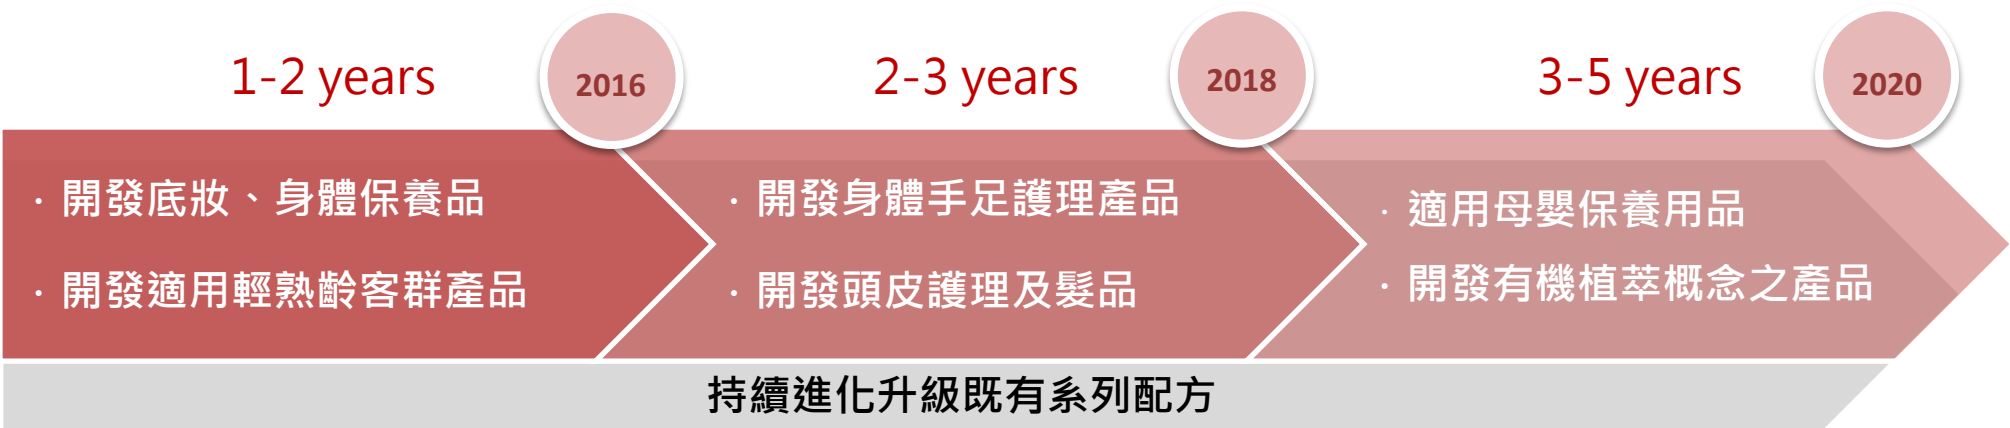 1-2 years
2016
2-3 years
2018
3-5 years
2020
· 開發底妝、身體保養品
· 開發適用輕熟齡客群產品
· 開發身體手足護理產品
· 開發頭皮護理及髮品
· 適用母嬰保養用品
· 開發有機植萃概念之產品
持續進化升級既有系列配方